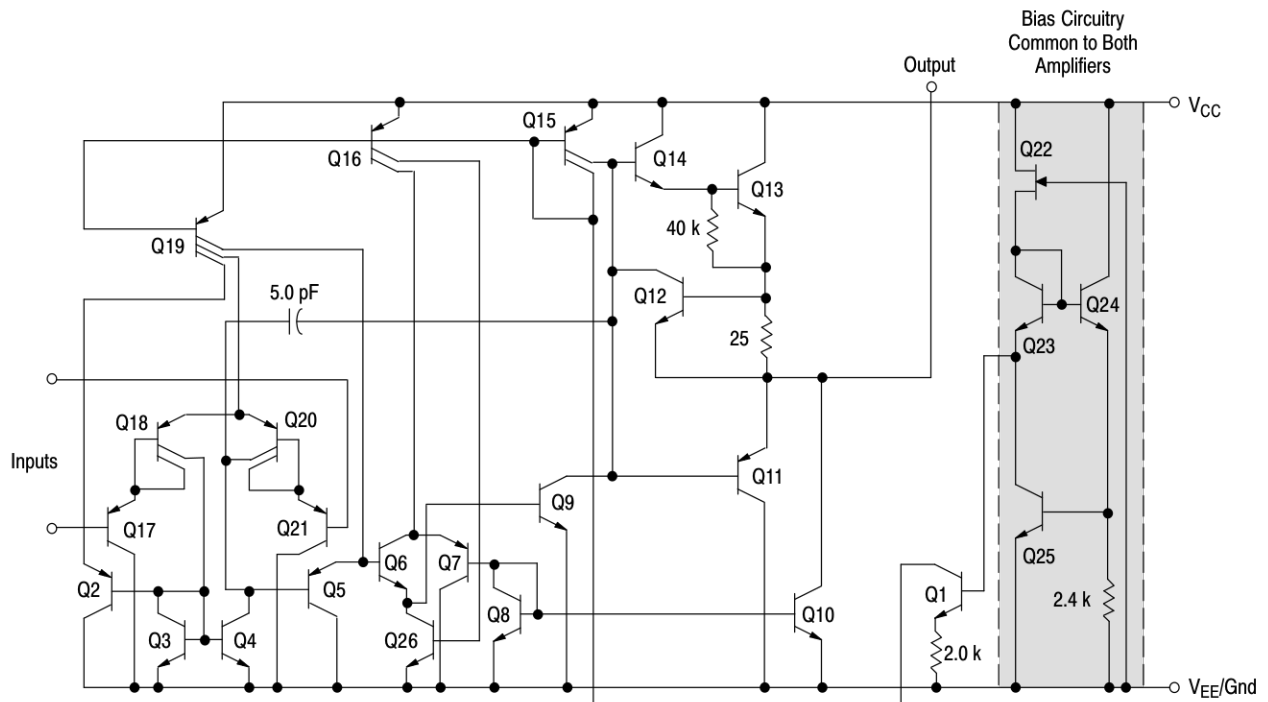 Bias Circuitry
Common to Both
Amplifiers
Output
VCC
Q15
Q22
Q16
Q14
Q13
Q19
40 k
5.0 pF
Q12
Q24
25
Q23
Q18
Q20
Inputs
Q11
Q9
Q17
Q21
Q25
Q2
Q5
Q6
Q7
Q1
2.4 k
Q3
Q4
Q26
Q8
Q10
2.0 k
VEE/Gnd